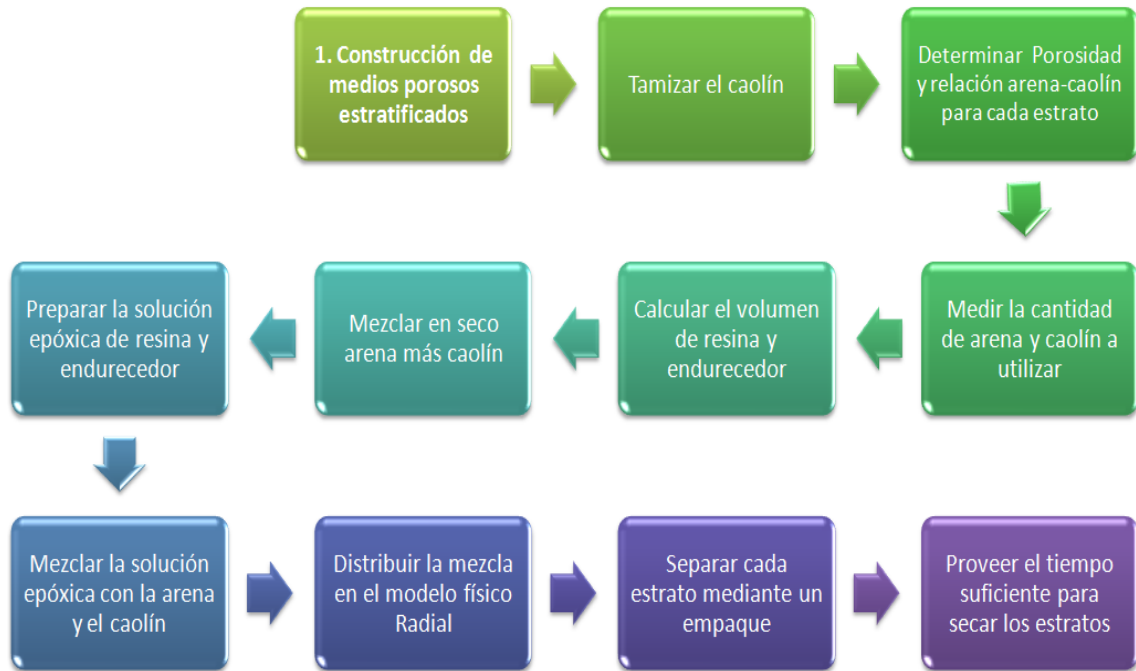 1. Construcción de
medios porosos
estratificados
Tamizar el caolín
Determinar Porosidad
y relación arena-caolín
para cada estrato
Medir la cantidad
de arena y caolín a
utilizar
Calcular el volumen
de resina y
endurecedor
Mezclar en seco
arena más caolín
Preparar la solución
epóxica de resina y
endurecedor
Mezclar la solución
epóxica con la arena
y el caolín
Distribuir la mezcla
en el modelo físico
Radial
Separar cada
estrato mediante un
empaque
Proveer el tiempo
suficiente para
secar los estratos